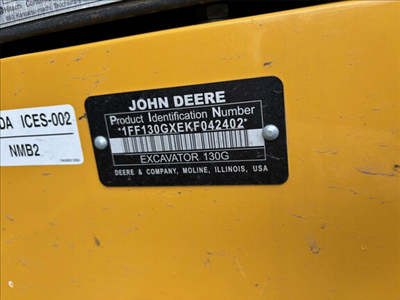 JOHN DEERE
Product Identification Number
*1FF130GXEKF042402*
EXCAVATOR 130G
DEERE & COMPANY, MOLINE, ILLINOIS, USA
DA ICES-002
NMB2